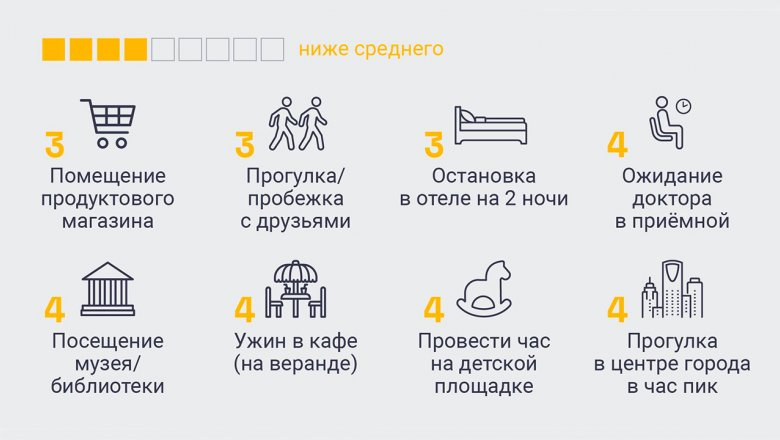 ниже среднего
3
Помещение
продуктового
магазина
3
Прогулка/
пробежка
с друзьями
3
Остановка
в отеле на 2 ночи
4
Ожидание
доктора
в приёмной
4
Посещение
музея/
библиотеки
4
Ужин в кафе
(на веранде)
4
Провести час
на детской
площадке
4
Прогулка
в центре города
в час пик